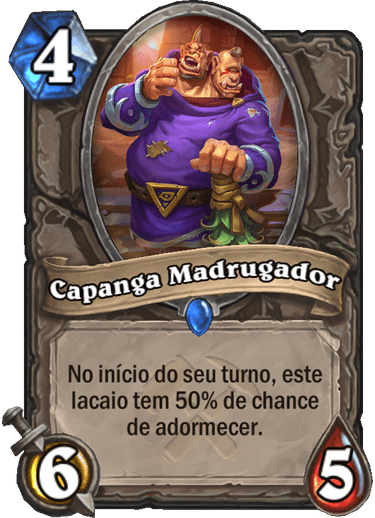 4
Capanga Madrugador
No início do seu turno, este
lacaio tem 50% de chance
de adormecer.
6
5